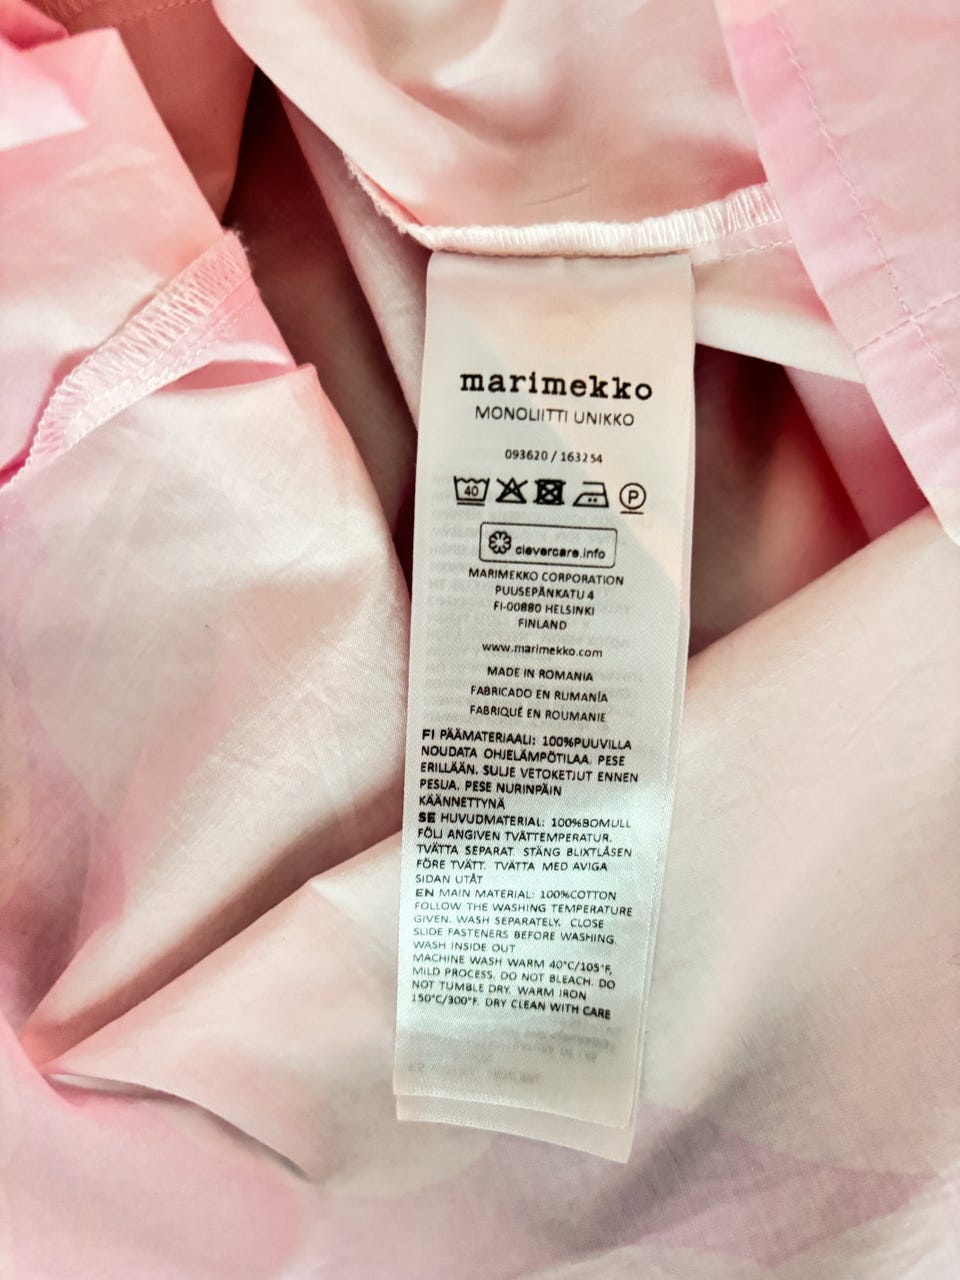 marimekko
MONOLIITTI UNIKKO
093620 / 163254
40 P
clevercare.info
MARIMEKKO CORPORATION
PUUSEPÄNKATU 4
FI-00880 HELSINKI
FINLAND
www.marimekko.com
MADE IN ROMANIA
FABRICADO EN RUMANÍA
FABRIQUÉ EN ROUMANIE
FI PÄÄMATERIAALI: 100%PUUVILLA
NOUDATA OHJELÄMPÖTILAA. PESE
ERILLÄÄN. SULJE VETOKETJUT ENNEN
PESUA. PESE NURINPÄIN
KÄÄNNETTYNÄ
SE HUVUDMATERIAL: 100%BOMULL
FÖLJ ANGIVEN TVÄTTEMPERATUR.
TVÄTTA SEPARAT. STÄNG BLIXTLÅSEN
FÖRE TVÄTT. TVÄTTA MED AVIGA
SIDAN UTÅT
EN MAIN MATERIAL: 100%COTTON
FOLLOW THE WASHING TEMPERATURE
GIVEN. WASH SEPARATELY. CLOSE
SLIDE FASTENERS BEFORE WASHING.
WASH INSIDE OUT
MACHINE WASH WARM 40°C/105°F,
MILD PROCESS. DO NOT BLEACH. DO
NOT TUMBLE DRY. WARM IRON
150°C/300°F. DRY CLEAN WITH CARE